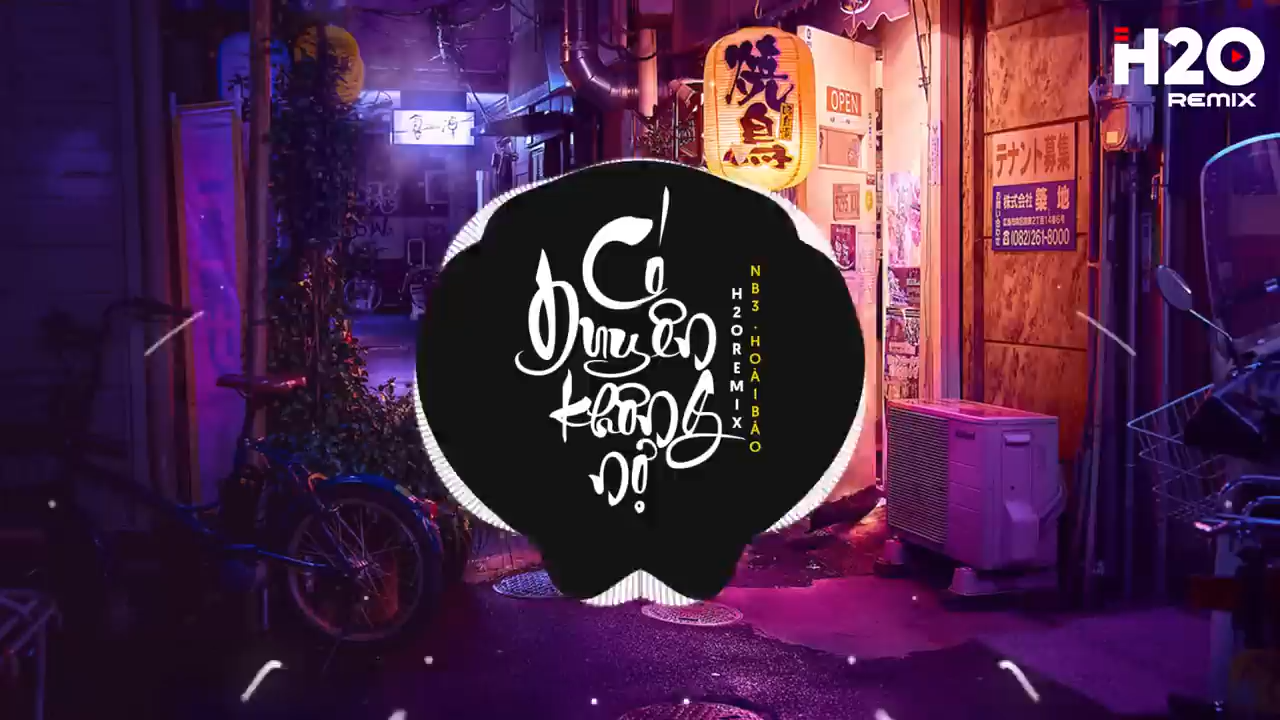 H2O
REMIX
焼鳥
OPEN
テナント募集
株式会社 築地
☎(082)261-8000
Có
Duyên
Không
nợ
H2OREMIX
NB3 . HOÀI BẢO